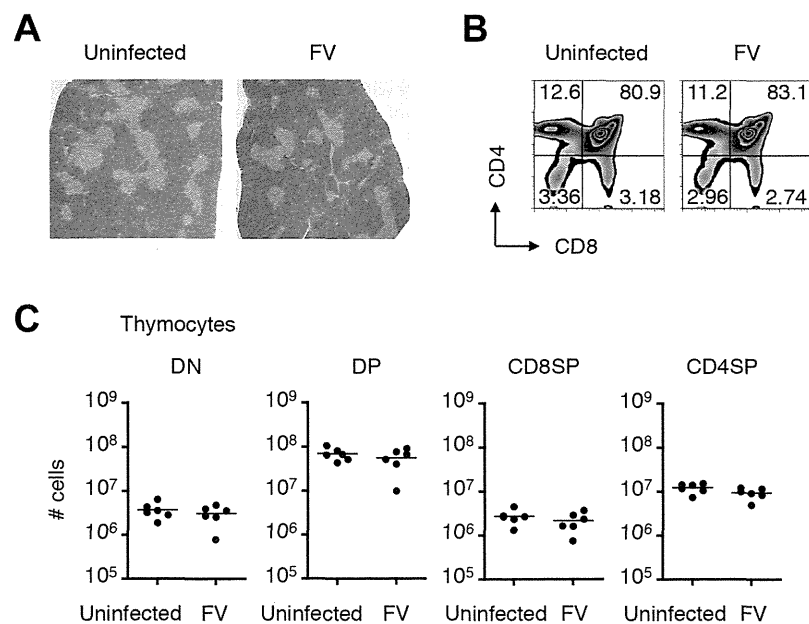 A
Uninfected FV
B
Uninfected FV
12.6 80.9
3.36 3.18
11.2 83.1
2.96 2.74
CD4
CD8
C
Thymocytes
DN DP CD8SP CD4SP
# cells
10⁹ 10⁹ 10⁹ 10⁹
10⁸ 10⁸ 10⁸ 10⁸
10⁷ 10⁷ 10⁷ 10⁷
10⁶ 10⁶ 10⁶ 10⁶
10⁵ 10⁵ 10⁵ 10⁵
Uninfected FV Uninfected FV Uninfected FV Uninfected FV